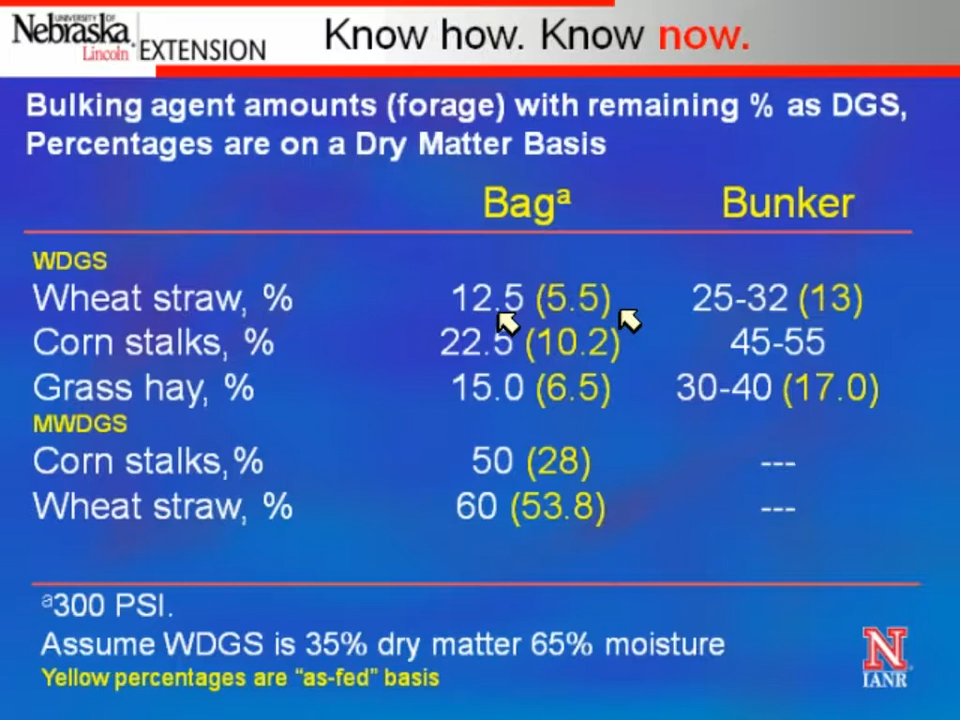 UNIVERSITY OF
Nebraska
Lincoln
EXTENSION
Know how. Know now.
Bulking agent amounts (forage) with remaining % as DGS,
Percentages are on a Dry Matter Basis
Bagᵃ Bunker
WDGS
Wheat straw, % 12.5 (5.5) 25-32 (13)
Corn stalks, % 22.5 (10.2) 45-55
Grass hay, % 15.0 (6.5) 30-40 (17.0)
MWDGS
Corn stalks,% 50 (28) ---
Wheat straw, % 60 (53.8) ---
ᵃ300 PSI.
Assume WDGS is 35% dry matter 65% moisture
Yellow percentages are "as-fed" basis
N
IANR